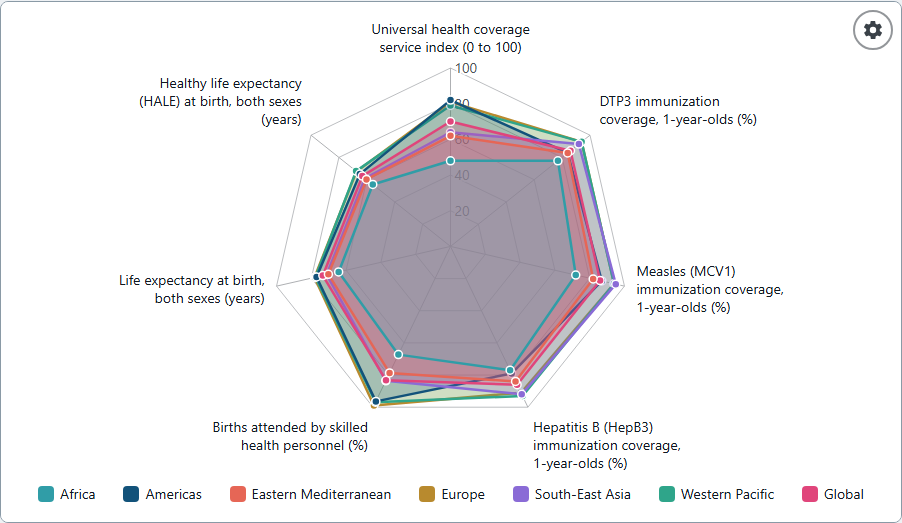 Universal health coverage
service index (0 to 100)
100
80
60
40
20
DTP3 immunization
coverage, 1-year-olds (%)
Measles (MCV1)
immunization coverage,
1-year-olds (%)
Hepatitis B (HepB3)
immunization coverage,
1-year-olds (%)
Births attended by skilled
health personnel (%)
Life expectancy at birth,
both sexes (years)
Healthy life expectancy
(HALE) at birth, both sexes
(years)
Africa
Americas
Eastern Mediterranean
Europe
South-East Asia
Western Pacific
Global